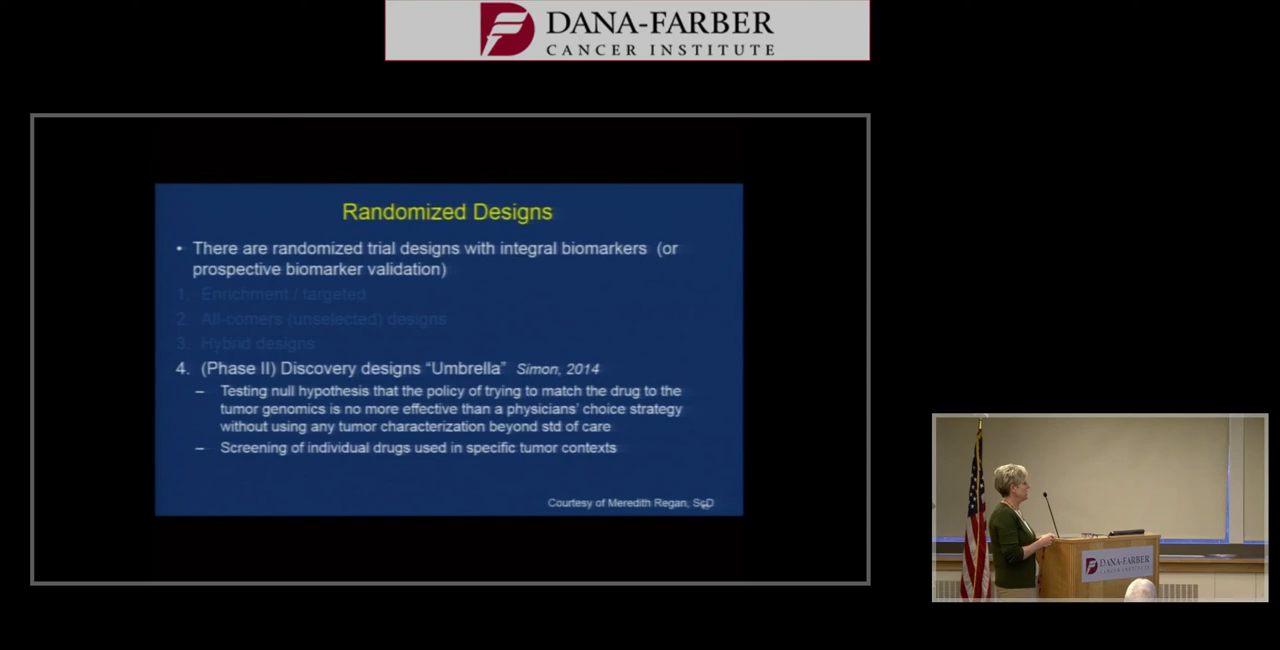 DANA-FARBER
CANCER INSTITUTE
Randomized Designs
• There are randomized trial designs with integral biomarkers (or
prospective biomarker validation)
1. Enrichment / targeted
2. All-comers (unselected) designs
3. Hybrid designs
4. (Phase II) Discovery designs “Umbrella” Simon, 2014
– Testing null hypothesis that the policy of trying to match the drug to the
tumor genomics is no more effective than a physicians’ choice strategy
without using any tumor characterization beyond std of care
– Screening of individual drugs used in specific tumor contexts
Courtesy of Meredith Regan, ScD
DANA-FARBER
CANCER INSTITUTE